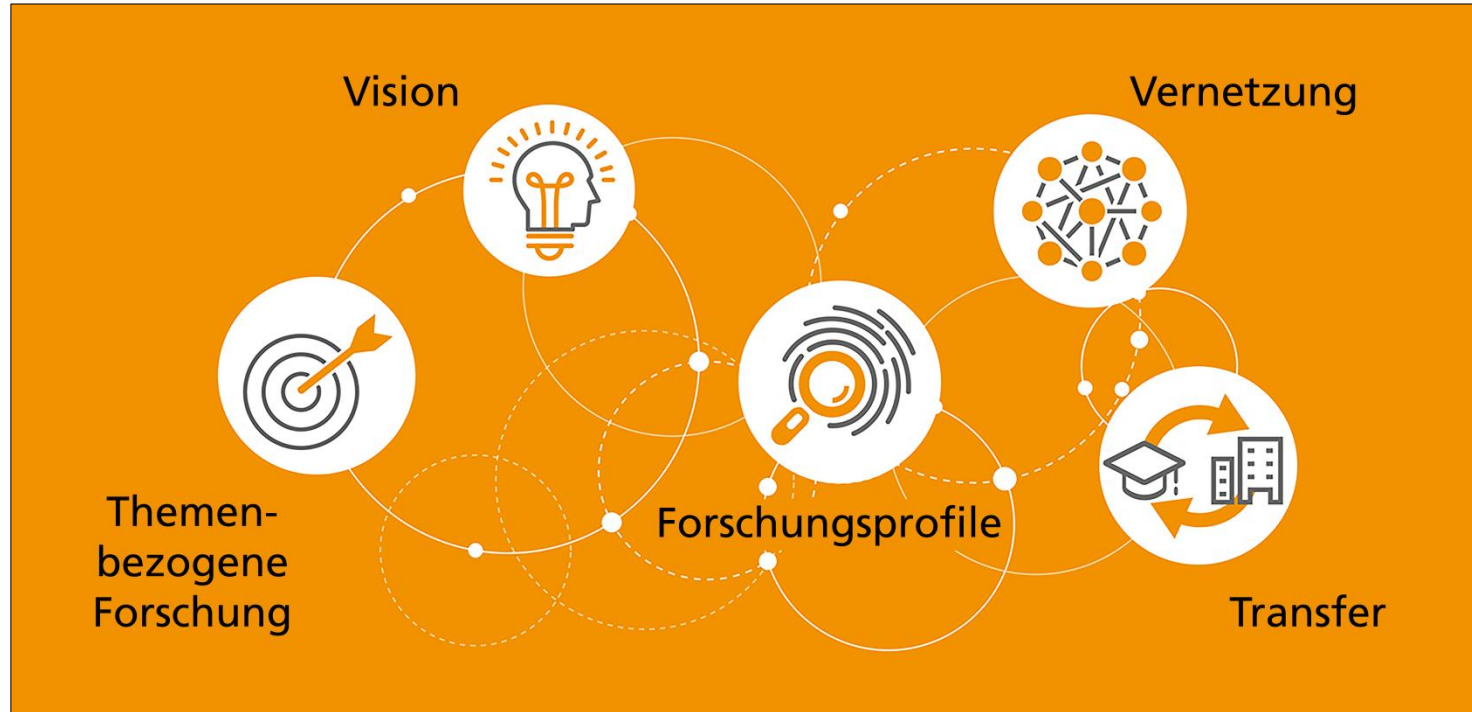 Vision
Vernetzung
Themen-
bezogene
Forschung
Forschungsprofile
Transfer